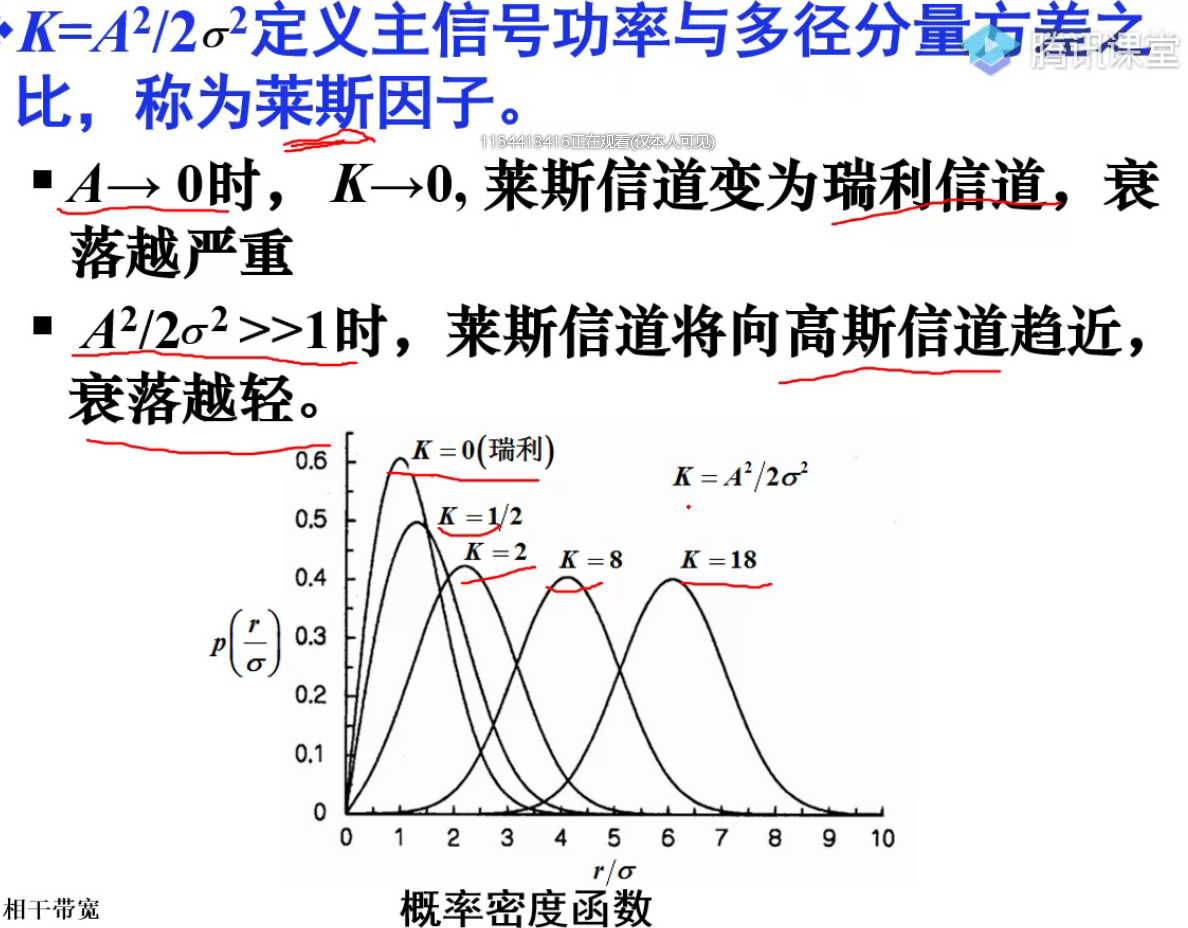 K=A²/2σ²定义主信号功率与多径分量方差之
腾讯课堂
比，称为莱斯因子。
1154413416正在观看(仅本人可见)
▪ A→ 0时， K→0, 莱斯信道变为瑞利信道，衰
落越严重
▪ A²/2σ² >>1时，莱斯信道将向高斯信道趋近，
衰落越轻。
K = 0(瑞利)
K = A²/2σ²
K = 1/2
K = 2
K = 8
K = 18
p(r/σ)
0.6
0.5
0.4
0.3
0.2
0.1
0
0 1 2 3 4 5 6 7 8 9 10
r/σ
概率密度函数
相干带宽